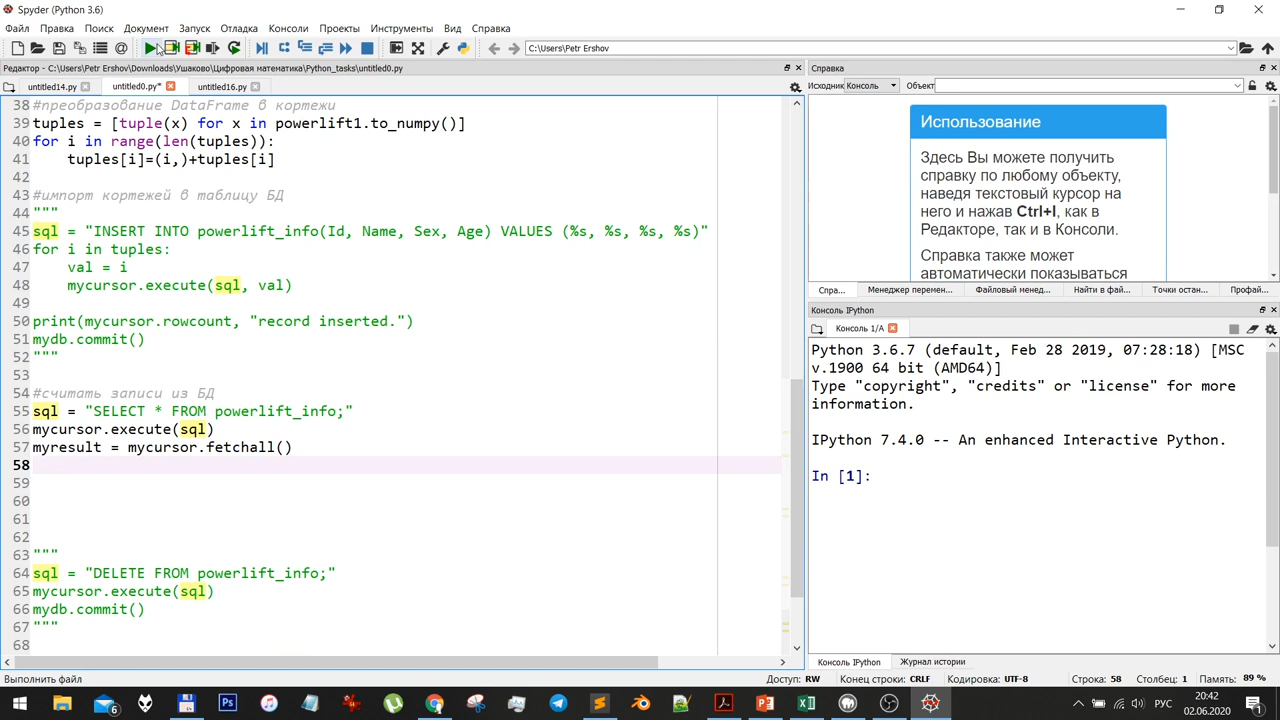 Spyder (Python 3.6)
Файл Правка Поиск Документ Запуск Отладка Консоли Проекты Инструменты Вид Справка
C:\Users\Petr Ershov
Редактор - C:\Users\Petr Ershov\Downloads\Ушаково\Цифровая математика\Python_tasks\untitled0.py
untitled14.py untitled0.py* untitled16.py
38 #преобразование DataFrame в кортежи
39 tuples = [tuple(x) for x in powerlift1.to_numpy()]
40 for i in range(len(tuples)):
41     tuples[i]=(i,)+tuples[i]
42
43 #импорт кортежей в таблицу БД
44 """
45 sql = "INSERT INTO powerlift_info(Id, Name, Sex, Age) VALUES (%s, %s, %s, %s)"
46 for i in tuples:
47     val = i
48     mycursor.execute(sql, val)
49
50 print(mycursor.rowcount, "record inserted.")
51 mydb.commit()
52 """
53
54 #считать записи из БД
55 sql = "SELECT * FROM powerlift_info;"
56 mycursor.execute(sql)
57 myresult = mycursor.fetchall()
58
59
60
61
62
63 """
64 sql = "DELETE FROM powerlift_info;"
65 mycursor.execute(sql)
66 mydb.commit()
67 """
68
Справка
Исходник Консоль Объект
Использование
Здесь Вы можете получить
справку по любому объекту,
наведя текстовый курсор на
него и нажав Ctrl+I, как в
Редакторе, так и в Консоли.
Справка также может
автоматически показываться
Спра... Менеджер перемен... Файловый менед... Точки остан... Найти в фай... Профай...
Консоль IPython
Консоль 1/A
Python 3.6.7 (default, Feb 28 2019, 07:28:18) [MSC
v.1900 64 bit (AMD64)]
Type "copyright", "credits" or "license" for more
information.
IPython 7.4.0 -- An enhanced Interactive Python.
In [1]:
Консоль IPython Журнал истории
Выполнить файл Доступ: RW Конец строки: CRLF Кодировка: UTF-8 Строка: 58 Столбец: 1 Память: 89 %
6 Ps РУС 20:42
02.06.2020 1